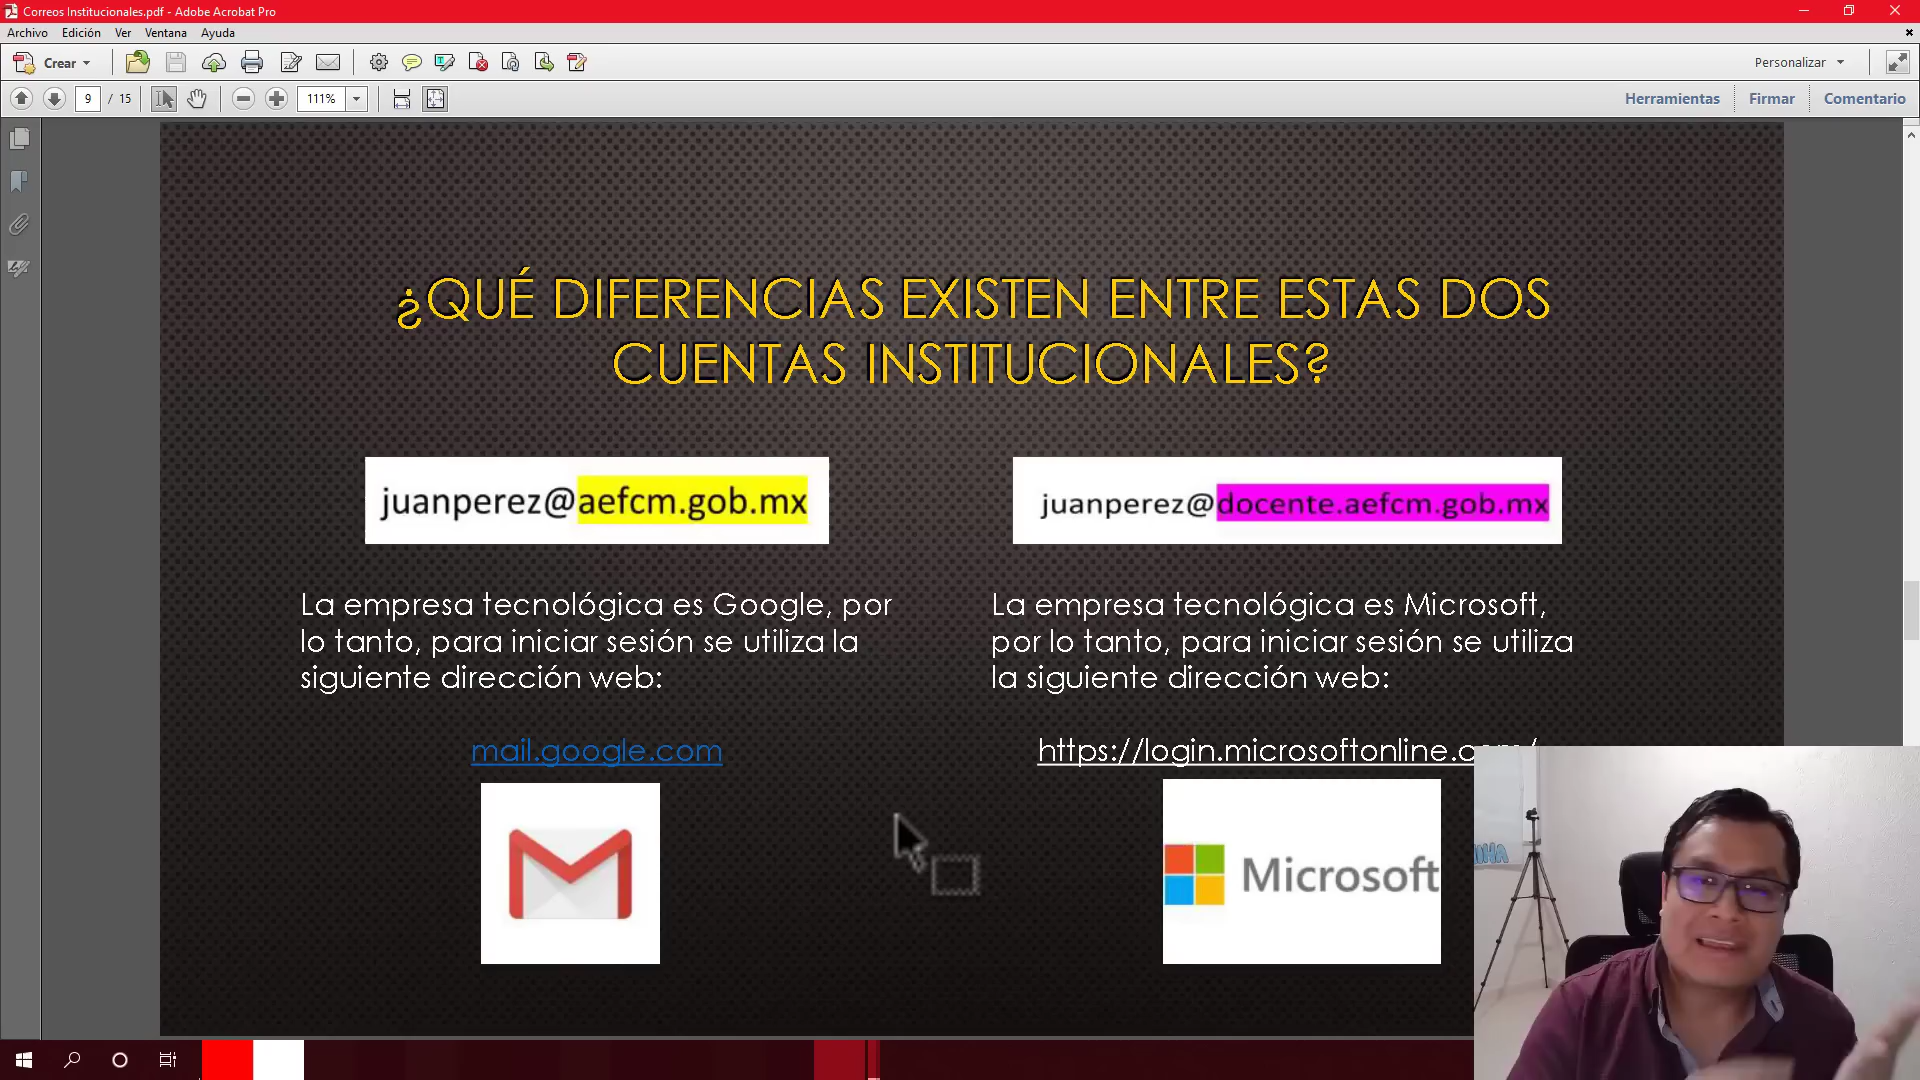 Correos Institucionales.pdf - Adobe Acrobat Pro
Archivo Edición Ver Ventana Ayuda
Crear
Personalizar
9 / 15
111%
Herramientas Firmar Comentario
¿QUÉ DIFERENCIAS EXISTEN ENTRE ESTAS DOS
CUENTAS INSTITUCIONALES?
juanperez@aefcm.gob.mx
juanperez@docente.aefcm.gob.mx
La empresa tecnológica es Google, por
lo tanto, para iniciar sesión se utiliza la
siguiente dirección web:
mail.google.com
La empresa tecnológica es Microsoft,
por lo tanto, para iniciar sesión se utiliza
la siguiente dirección web:
https://login.microsoftonline.com/
Microsoft